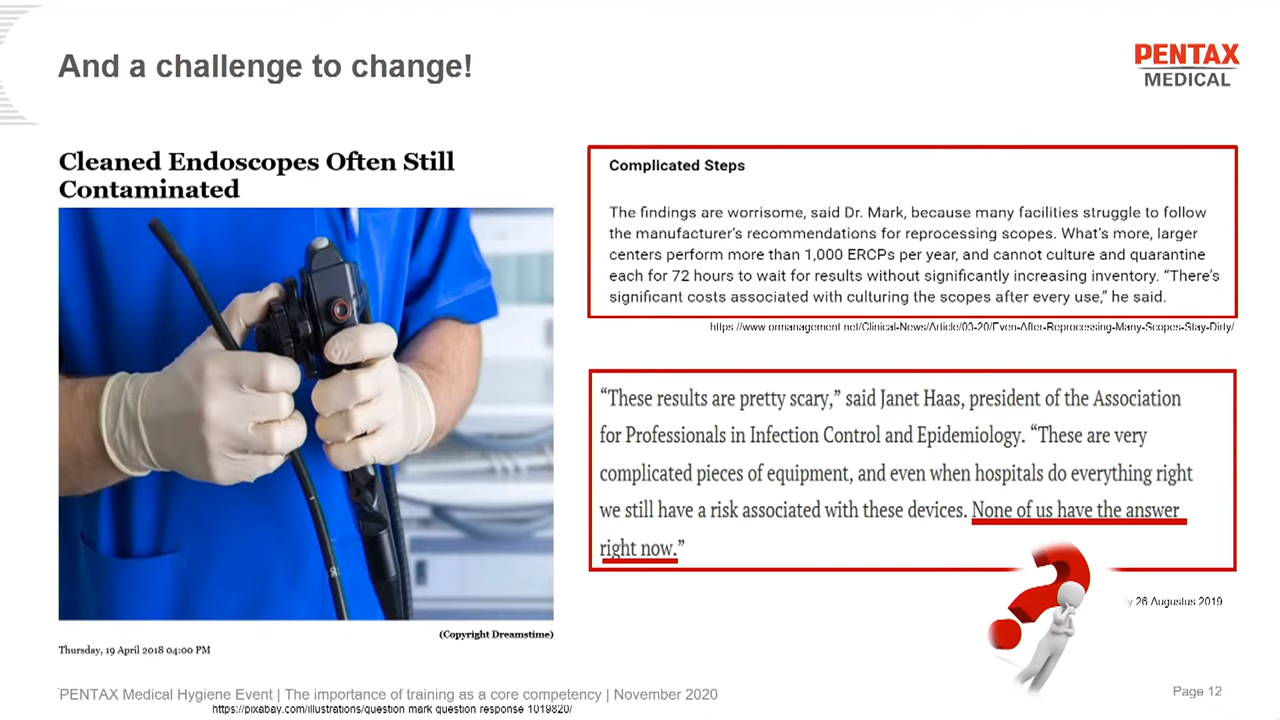 And a challenge to change!
PENTAX
MEDICAL
Cleaned Endoscopes Often Still
Contaminated
(Copyright Dreamstime)
Thursday, 19 April 2018 04:00 PM
Complicated Steps
The findings are worrisome, said Dr. Mark, because many facilities struggle to follow
the manufacturer's recommendations for reprocessing scopes. What's more, larger
centers perform more than 1,000 ERCPs per year, and cannot culture and quarantine
each for 72 hours to wait for results without significantly increasing inventory. “There's
significant costs associated with culturing the scopes after every use,” he said.
https://www.ormanagement.net/Clinical-News/Article/03-20/Even-After-Reprocessing-Many-Scopes-Stay-Dirty/
“These results are pretty scary,” said Janet Haas, president of the Association
for Professionals in Infection Control and Epidemiology. “These are very
complicated pieces of equipment, and even when hospitals do everything right
we still have a risk associated with these devices. None of us have the answer
right now.”
26 Augustus 2019
PENTAX Medical Hygiene Event | The importance of training as a core competency | November 2020
Page 12
https://pixabay.com/illustrations/question mark question response 1019820/